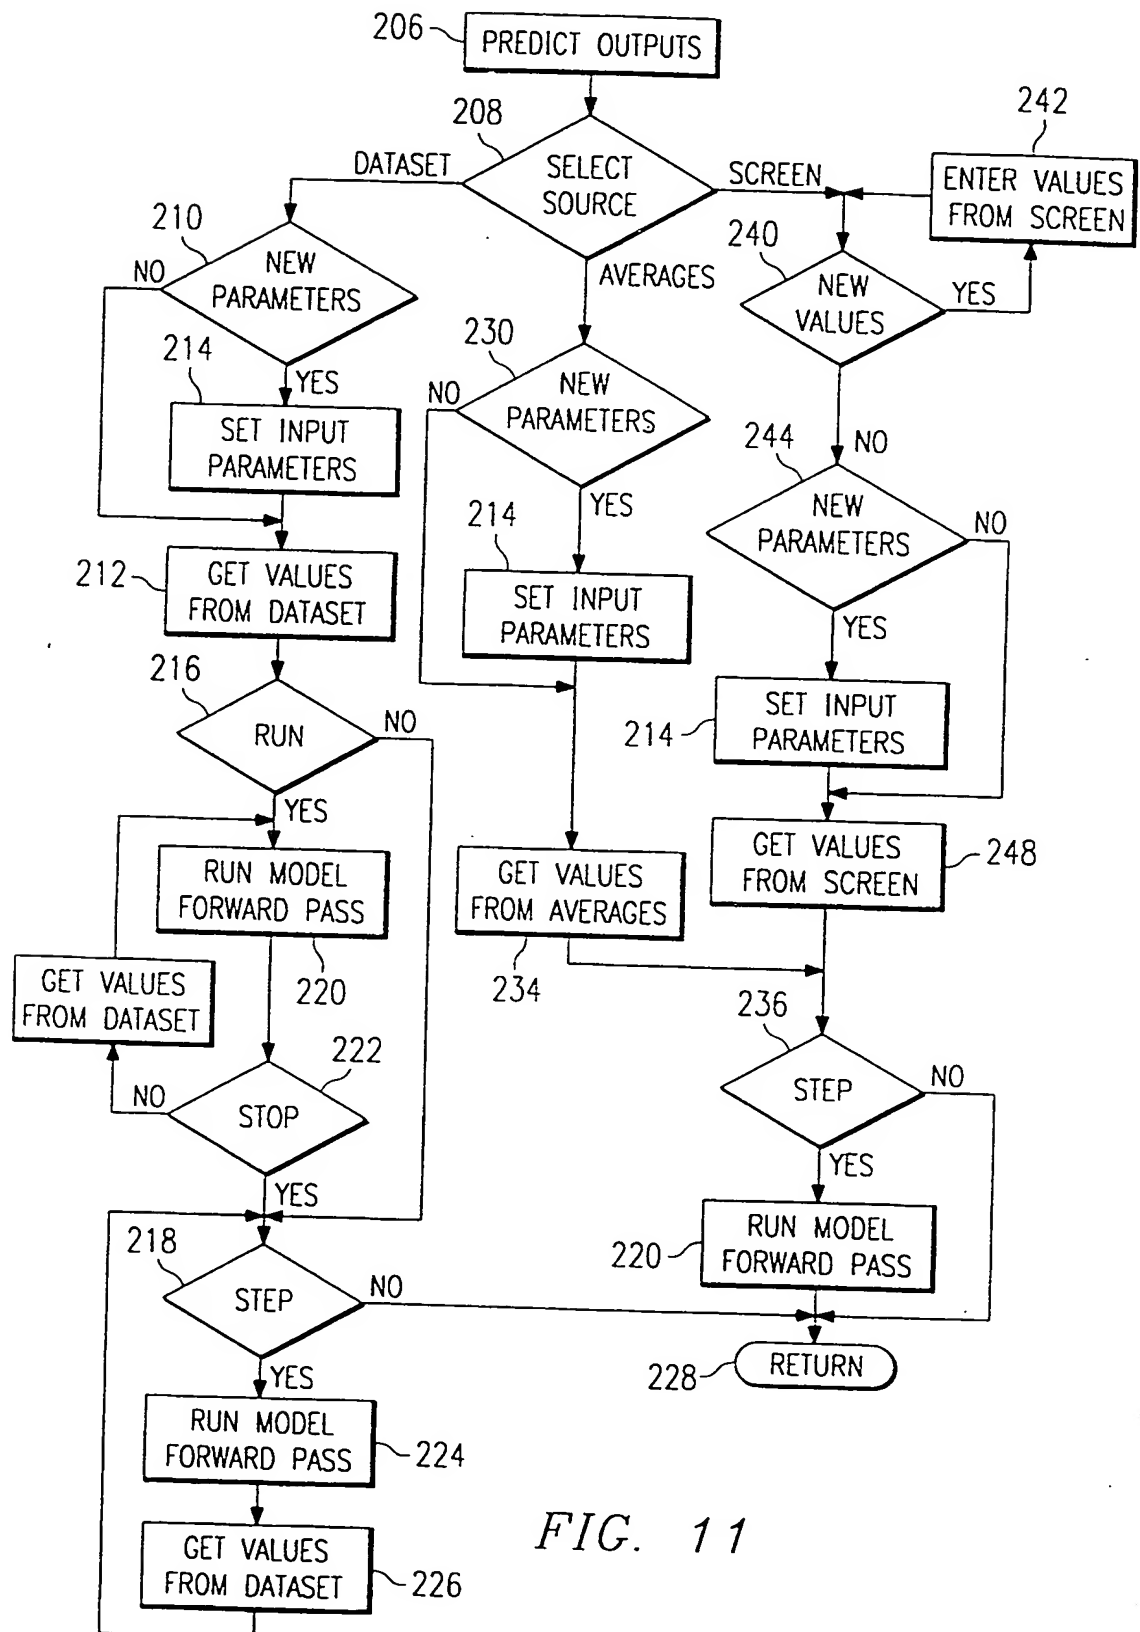 206
PREDICT OUTPUTS
208
SELECT
SOURCE
DATASET
SCREEN
AVERAGES
242
ENTER VALUES
FROM SCREEN
210
NEW
PARAMETERS
NO
YES
214
SET INPUT
PARAMETERS
212
GET VALUES
FROM DATASET
216
RUN
NO
YES
RUN MODEL
FORWARD PASS
220
GET VALUES
FROM DATASET
222
STOP
NO
YES
218
STEP
NO
YES
RUN MODEL
FORWARD PASS
224
GET VALUES
FROM DATASET
226
230
NEW
PARAMETERS
NO
YES
214
SET INPUT
PARAMETERS
GET VALUES
FROM AVERAGES
234
240
NEW
VALUES
YES
NO
244
NEW
PARAMETERS
NO
YES
214
SET INPUT
PARAMETERS
GET VALUES
FROM SCREEN
248
236
STEP
NO
YES
220
RUN MODEL
FORWARD PASS
228
RETURN
FIG. 11